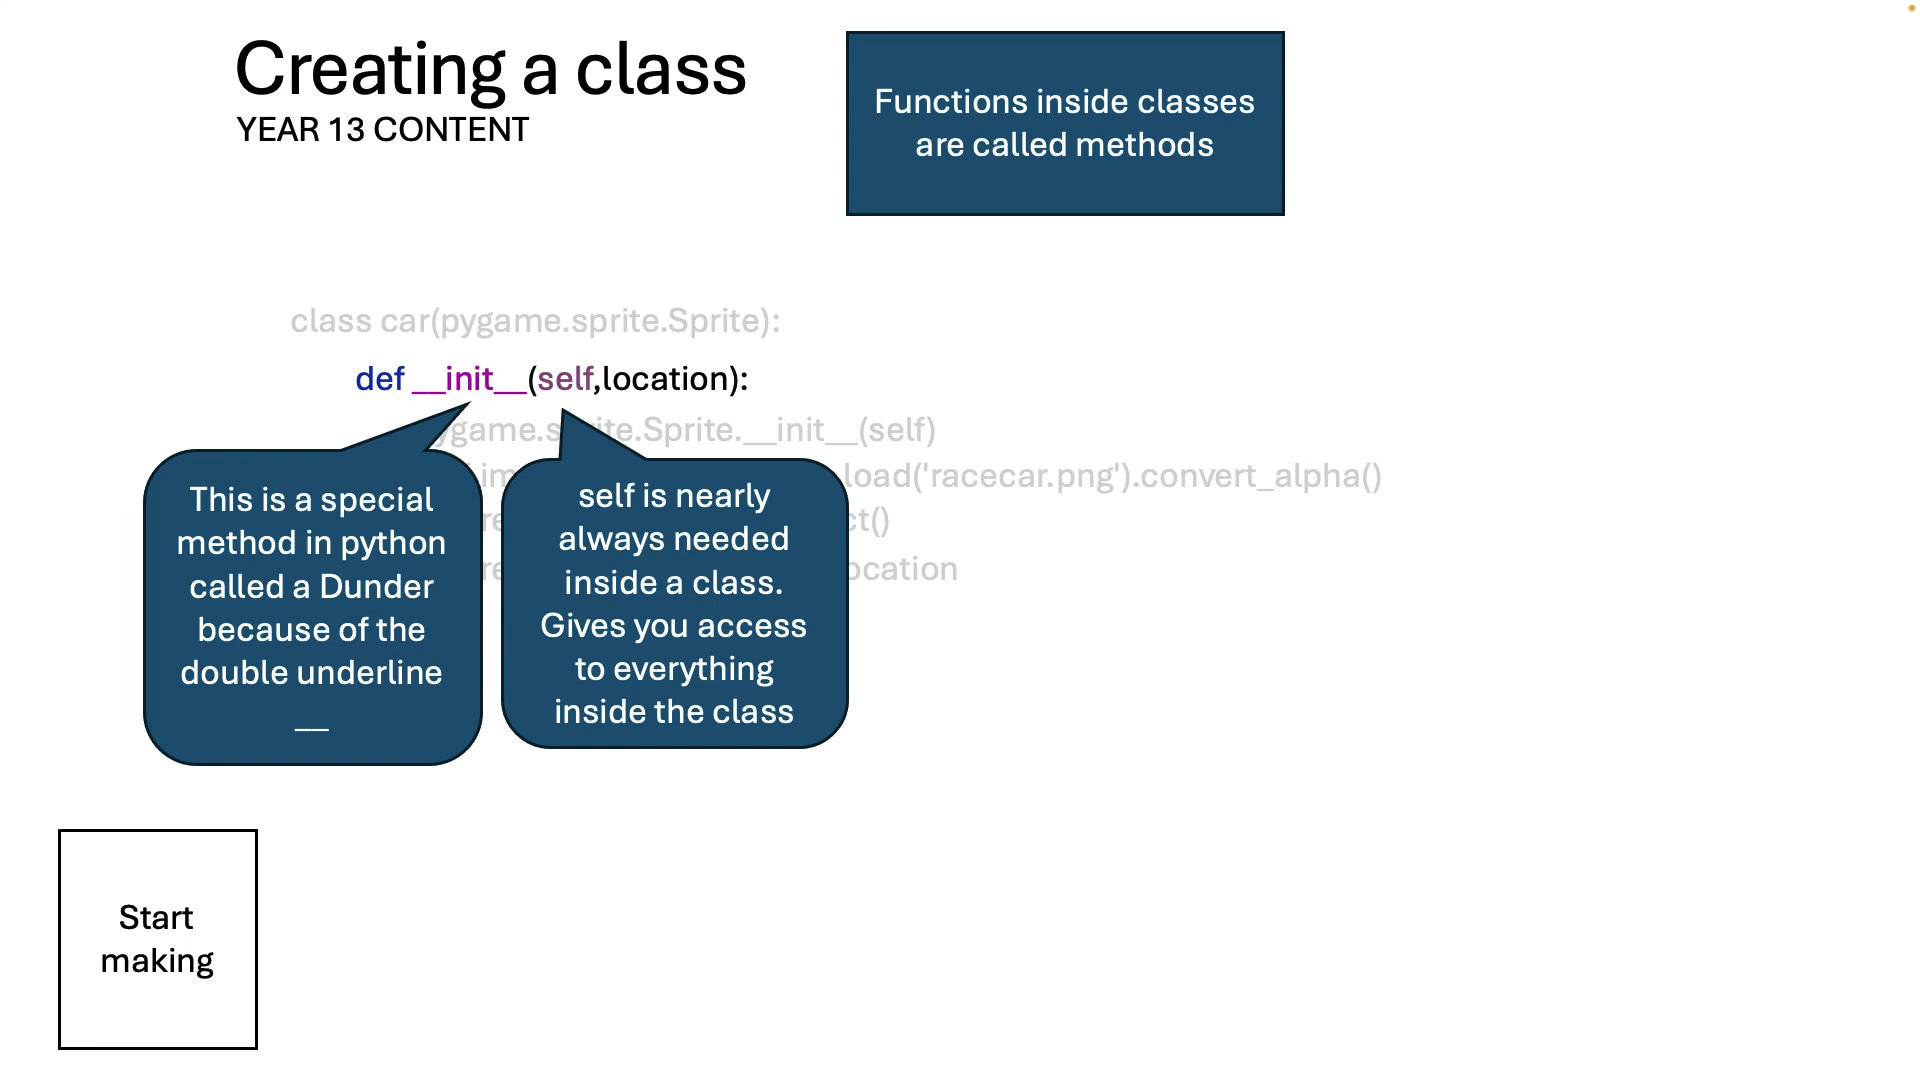 Creating a class
YEAR 13 CONTENT
Functions inside classes
are called methods
class car(pygame.sprite.Sprite):
def __init__(self,location):
ygame.s ite.Sprite.__init__(self)
.im .load('racecar.png').convert_alpha()
re ct()
re ocation
This is a special
method in python
called a Dunder
because of the
double underline
__
self is nearly
always needed
inside a class.
Gives you access
to everything
inside the class
Start
making